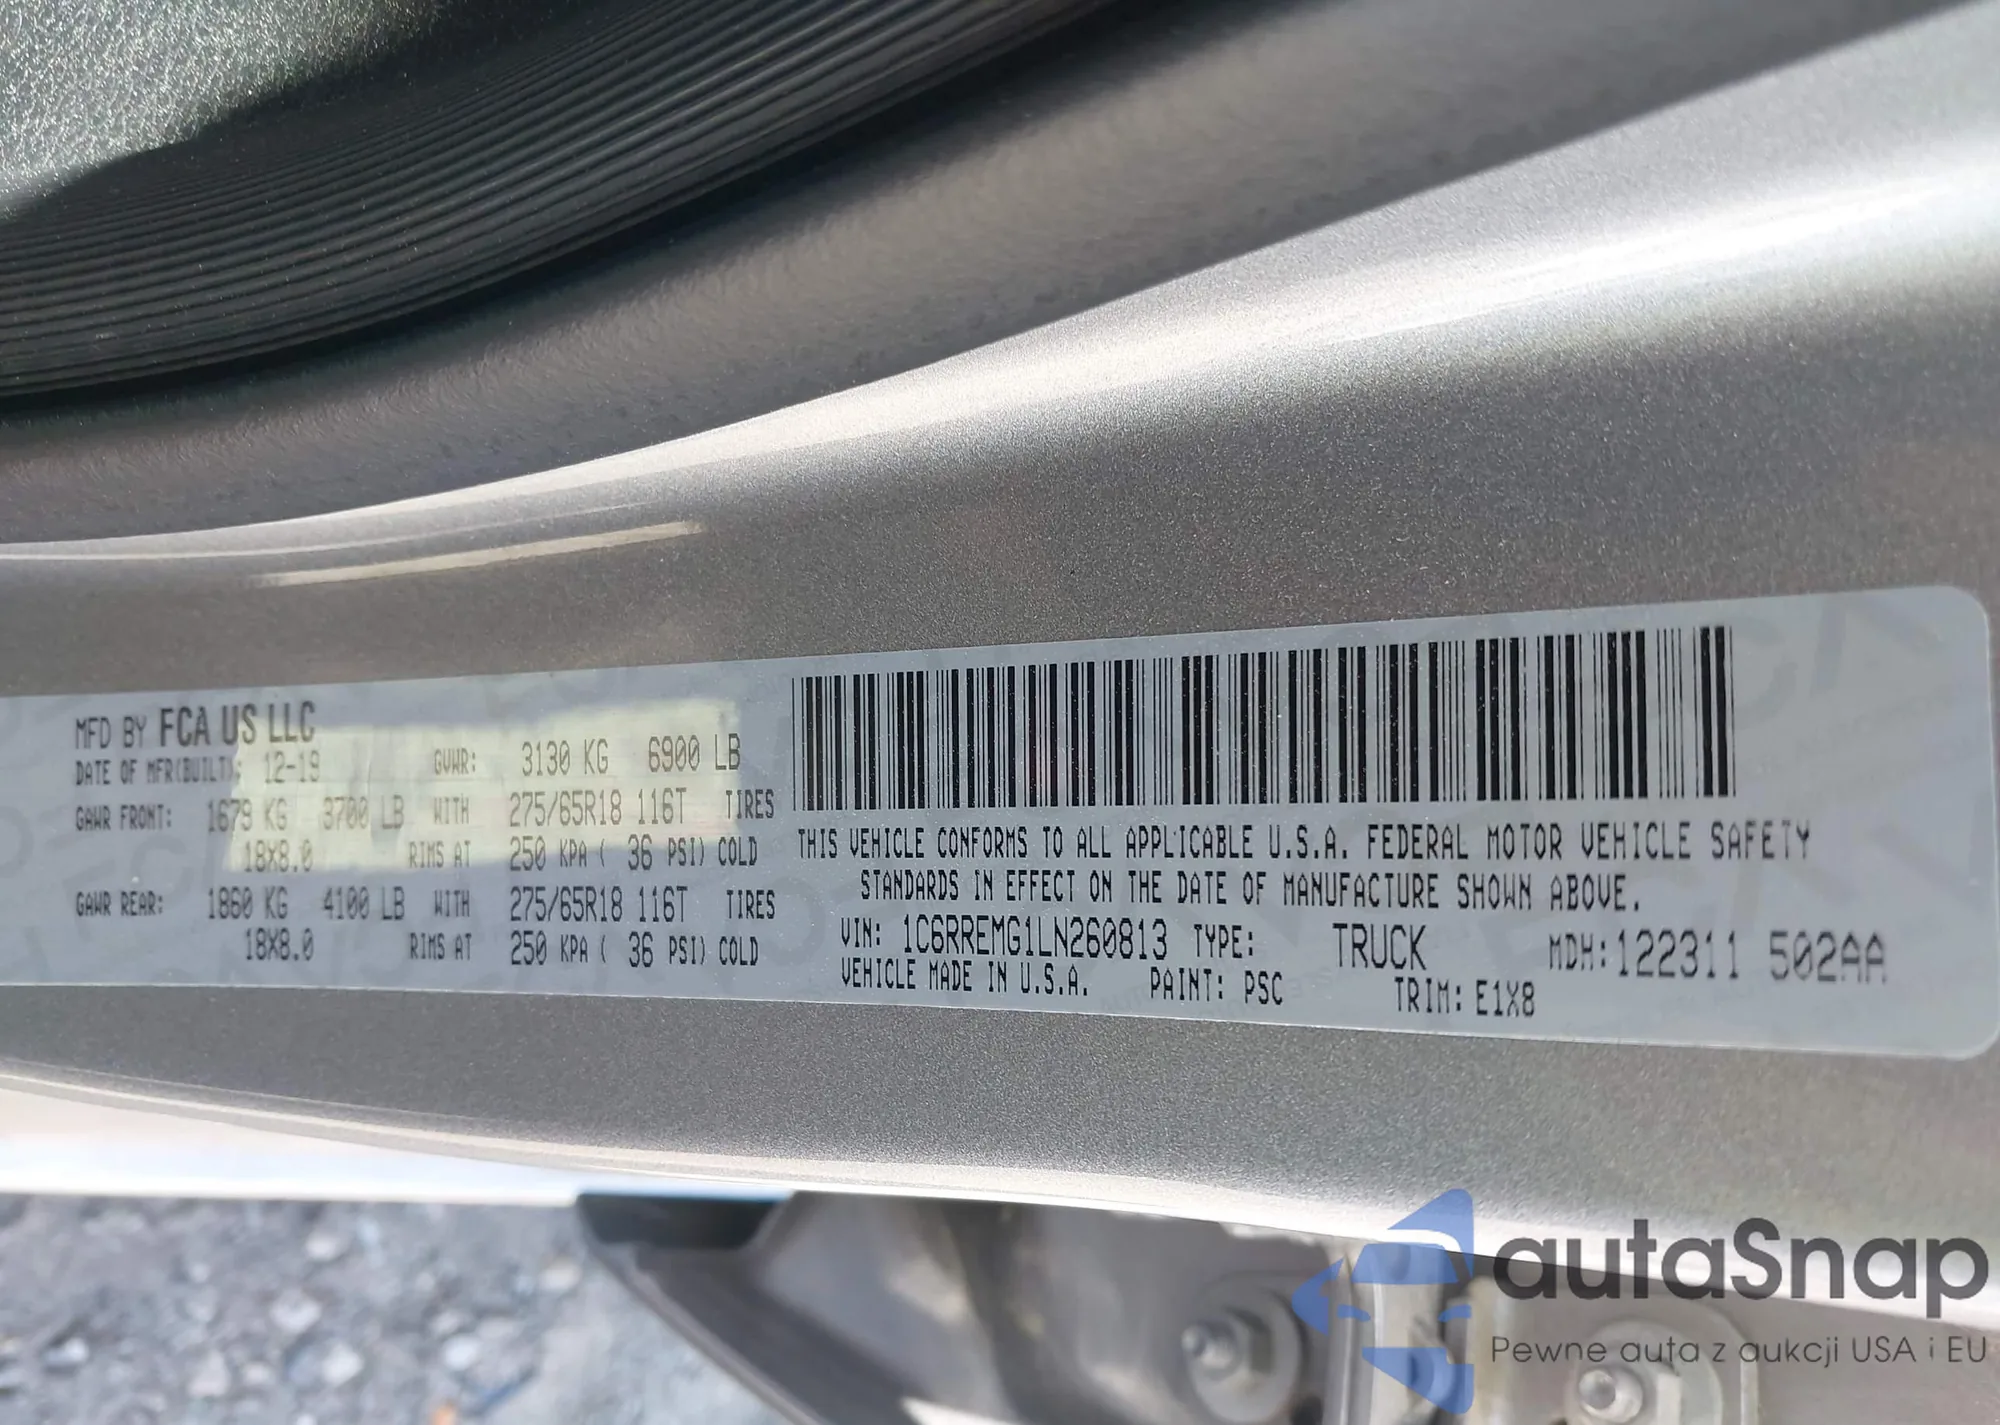 MFD BY FCA US LLC
DATE OF MFR(BUILT): 12-19 GVWR: 3130 KG 6900 LB
GAWR FRONT: 1679 KG 3700 LB WITH 275/65R18 116T TIRES
18X8.0 RIMS AT 250 KPA ( 36 PSI) COLD
GAWR REAR: 1860 KG 4100 LB WITH 275/65R18 116T TIRES
18X8.0 RIMS AT 250 KPA ( 36 PSI) COLD
THIS VEHICLE CONFORMS TO ALL APPLICABLE U.S.A. FEDERAL MOTOR VEHICLE SAFETY
STANDARDS IN EFFECT ON THE DATE OF MANUFACTURE SHOWN ABOVE.
VIN: 1C6RREMG1LN260813 TYPE: TRUCK MDH:122311 502AA
VEHICLE MADE IN U.S.A. PAINT: PSC TRIM: E1X8
autaSnap
Pewne auta z aukcji USA i EU